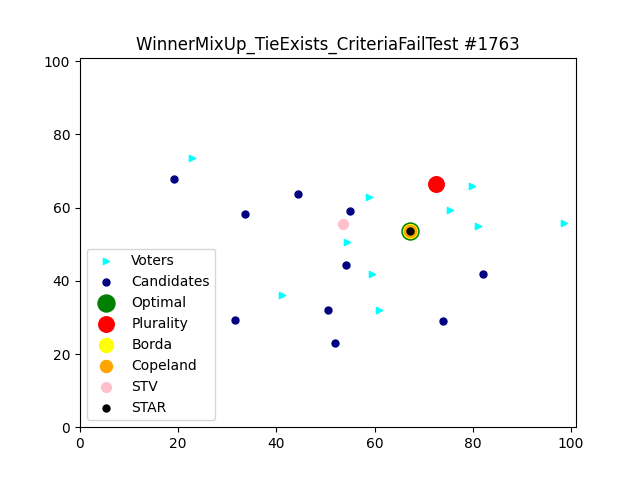 WinnerMixUp_TieExists_CriteriaFailTest #1763
100
80
60
40
20
0
Voters
Candidates
Optimal
Plurality
Borda
Copeland
STV
STAR
0 20 40 60 80 100